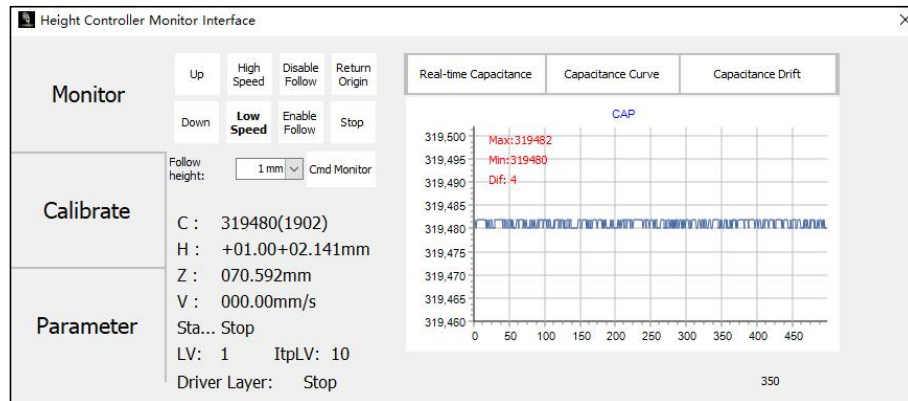 Height Controller Monitor Interface
Monitor
Calibrate
Parameter
Up
High Speed
Disable Follow
Return Origin
Down
Low Speed
Enable Follow
Stop
Follow height:
1 mm
Cmd Monitor
C : 319480(1902)
H : +01.00+02.141mm
Z : 070.592mm
V : 000.00mm/s
Sta... Stop
LV: 1 ItpLV: 10
Driver Layer: Stop
Real-time Capacitance
Capacitance Curve
Capacitance Drift
CAP
Max:319482
Min:319480
Dif: 4
319,500
319,495
319,490
319,485
319,480
319,475
319,470
319,465
319,460
0 50 100 150 200 250 300 350 400 450
350